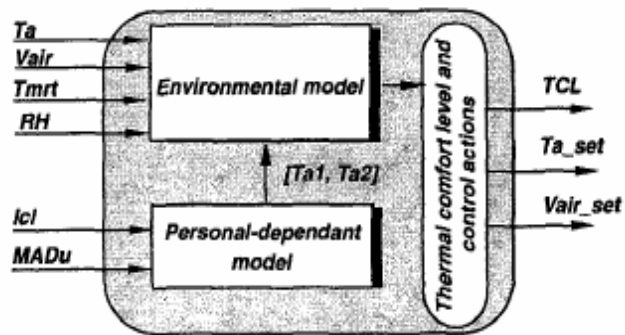 Ta
Vair
Tmrt
RH
Environmental model
[Ta1, Ta2]
Icl
MADu
Personal-dependant
model
Thermal comfort level and
control actions
TCL
Ta_set
Vair_set